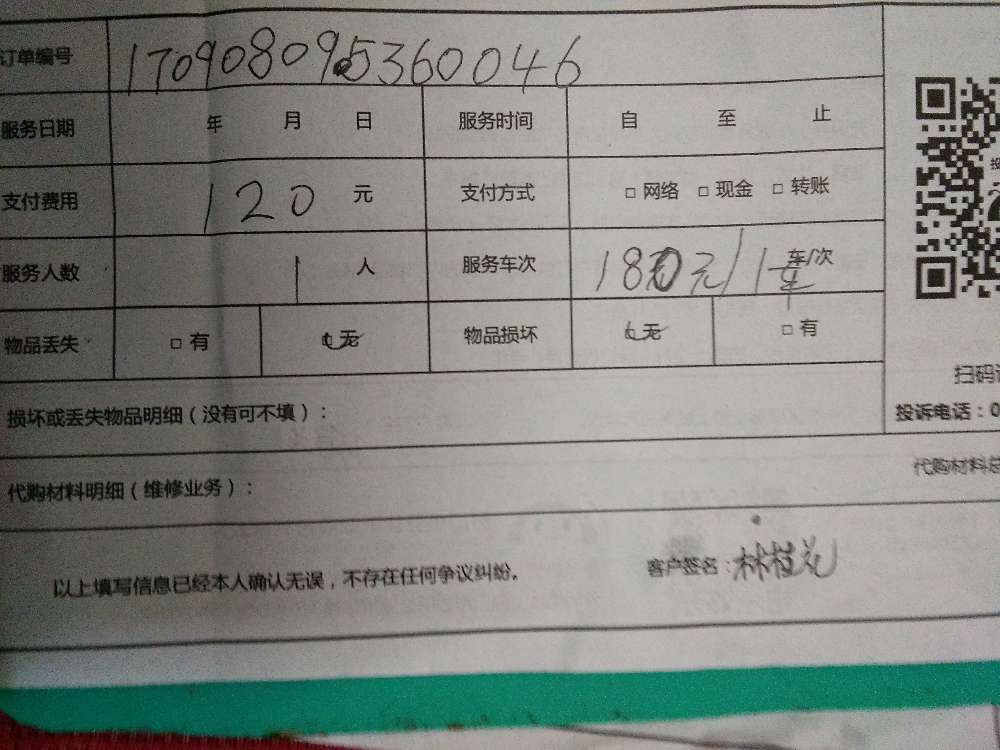 订单编号 170908095360046
服务日期 年 月 日 服务时间 自 至 止
支付费用 120 元 支付方式 □ 网络 □ 现金 □ 转账
服务人数 1 人 服务车次 180元/1车 车/次
物品丢失 □ 有 □ 无 物品损坏 □ 无 □ 有
扫码
损坏或丢失物品明细(没有可不填):
投诉电话:0
代购材料总
代购材料明细(维修业务):
以上填写信息已经本人确认无误,不存在任何争议纠纷。 客户签名:林桂花